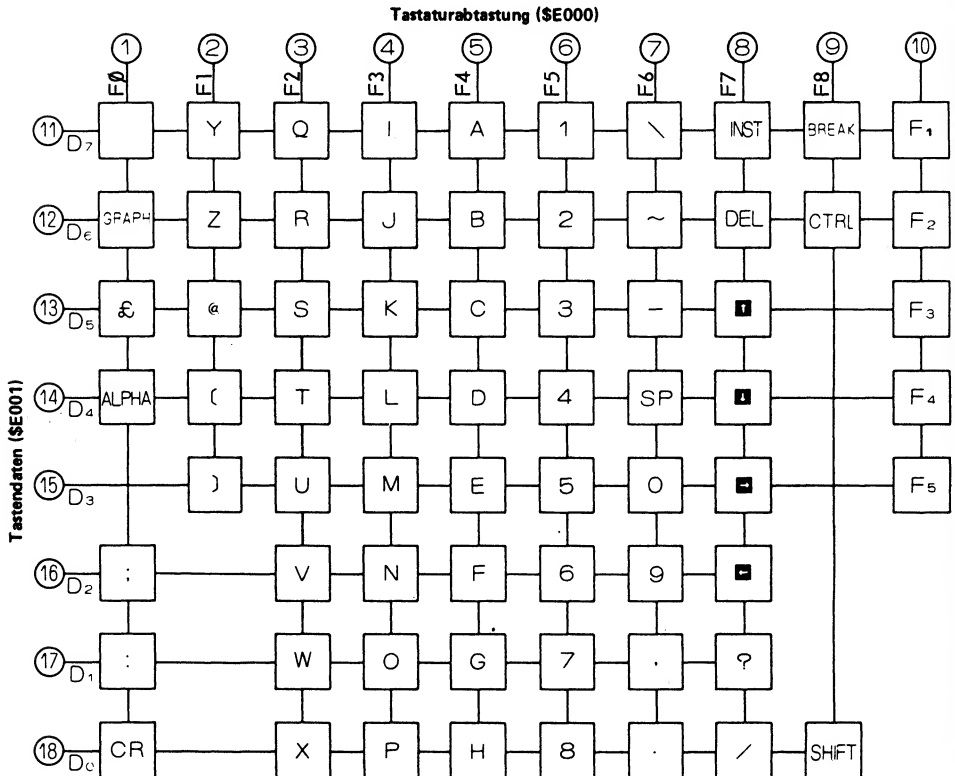 Tastaturabtastung ($E000)
① ② ③ ④ ⑤ ⑥ ⑦ ⑧ ⑨ ⑩
FØ F1 F2 F3 F4 F5 F6 F7 F8
⑪ D7 Y Q I A 1 \ INST BREAK F1
⑫ D6 GRAPH Z R J B 2 ~ DEL CTRL F2
⑬ D5 £ @ S K C 3 - ↑ F3
⑭ D4 ALPHA [ T L D 4 SP ↓ F4
Tastendaten ($E001)
⑮ D3 ] U M E 5 0 → F5
⑯ D2 ; V N F 6 9 ←
⑰ D1 : W O G 7 ?
⑱ D0 CR X P H 8 / SHIFT